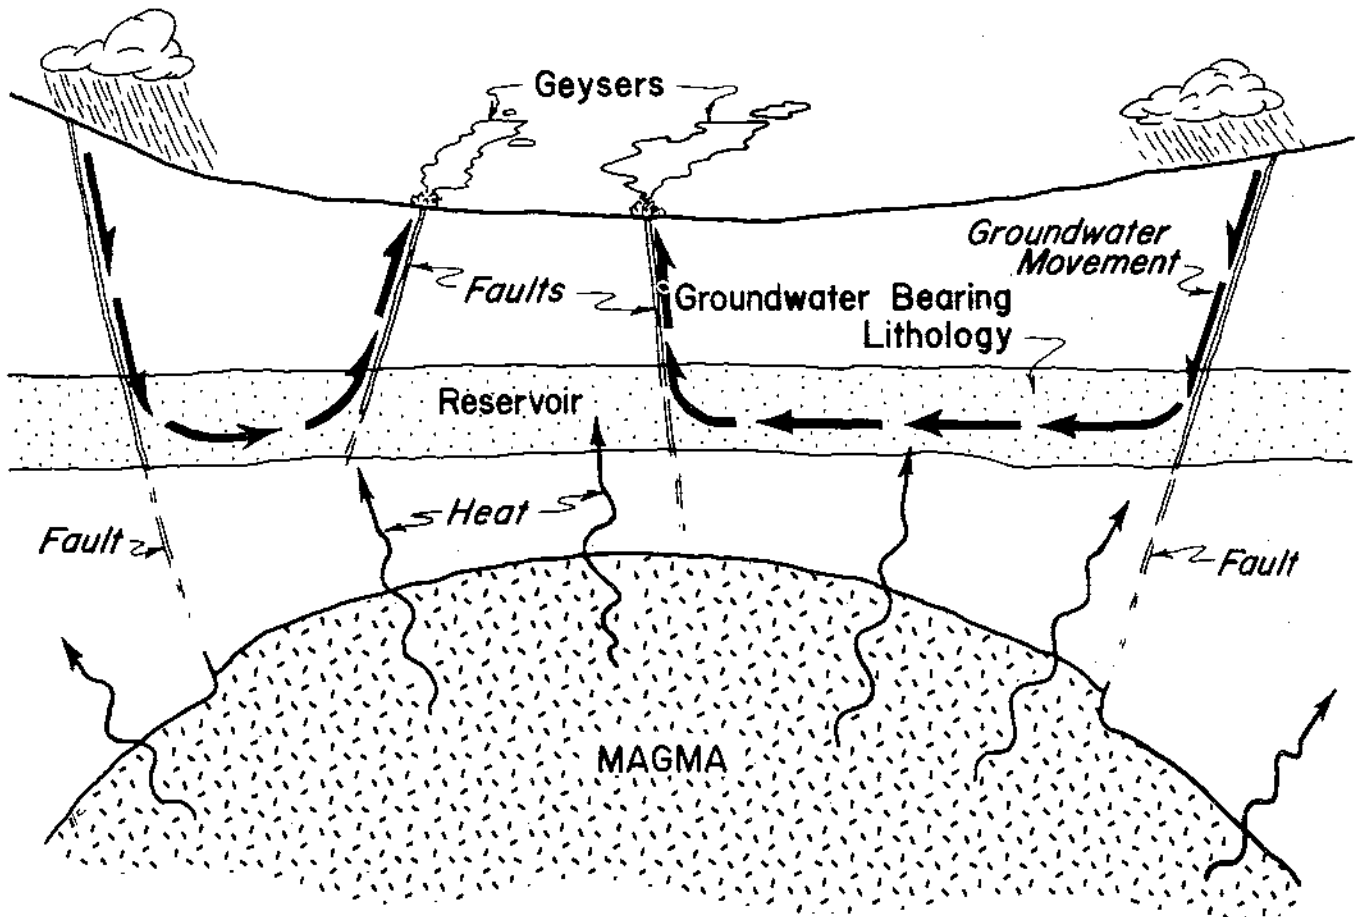 Geysers
Groundwater
Movement
Faults
Groundwater Bearing
Lithology
Reservoir
Heat
Fault
Fault
MAGMA